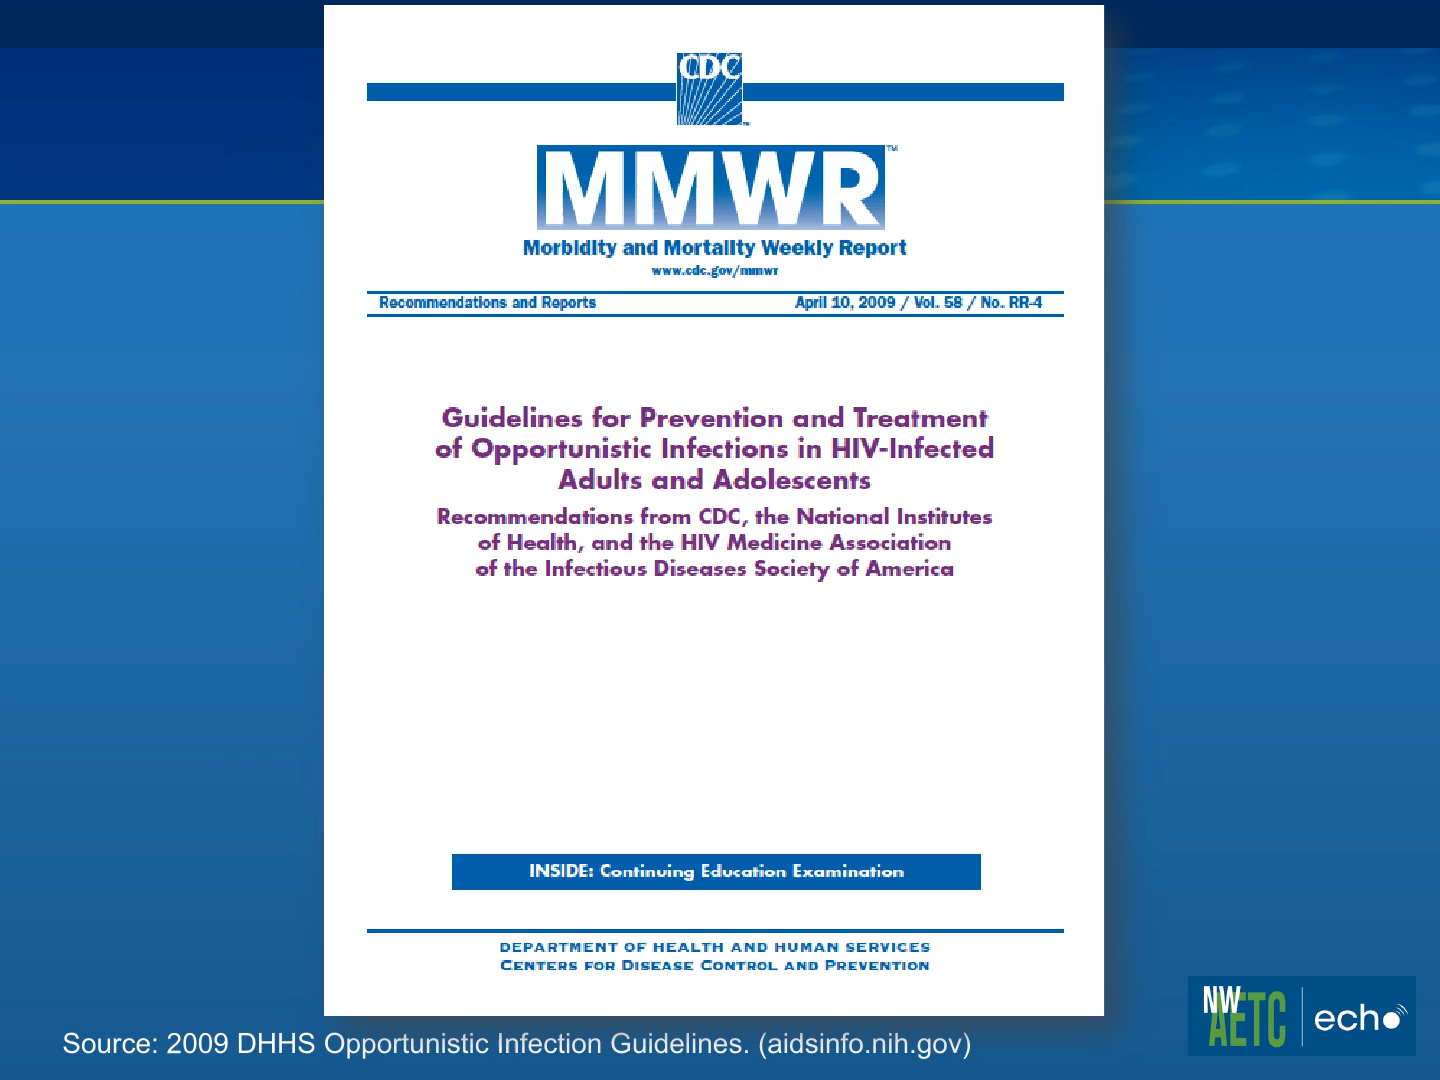 CDC
MMWR™
Morbidity and Mortality Weekly Report
www.cdc.gov/mmwr
Recommendations and Reports April 10, 2009 / Vol. 58 / No. RR-4
Guidelines for Prevention and Treatment
of Opportunistic Infections in HIV-Infected
Adults and Adolescents
Recommendations from CDC, the National Institutes
of Health, and the HIV Medicine Association
of the Infectious Diseases Society of America
INSIDE: Continuing Education Examination
DEPARTMENT OF HEALTH AND HUMAN SERVICES
CENTERS FOR DISEASE CONTROL AND PREVENTION
Source: 2009 DHHS Opportunistic Infection Guidelines. (aidsinfo.nih.gov)
NW
AETC
echo